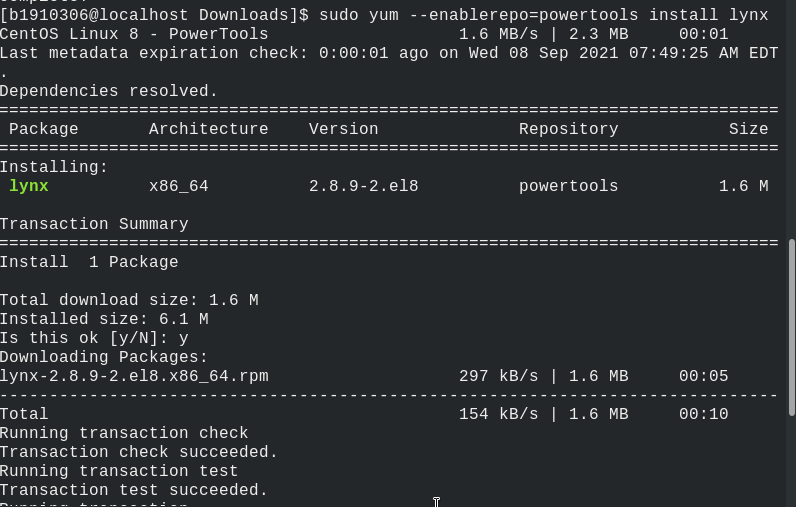 [b1910306@localhost Downloads]$ sudo yum --enablerepo=powertools install lynx
CentOS Linux 8 - PowerTools                   1.6 MB/s | 2.3 MB     00:01
Last metadata expiration check: 0:00:01 ago on Wed 08 Sep 2021 07:49:25 AM EDT
.
Dependencies resolved.
==============================================================================
 Package        Architecture    Version              Repository           Size
==============================================================================
Installing:
 lynx           x86_64          2.8.9-2.el8          powertools          1.6 M

Transaction Summary
==============================================================================
Install  1 Package

Total download size: 1.6 M
Installed size: 6.1 M
Is this ok [y/N]: y
Downloading Packages:
lynx-2.8.9-2.el8.x86_64.rpm                   297 kB/s | 1.6 MB     00:05
------------------------------------------------------------------------------
Total                                         154 kB/s | 1.6 MB     00:10
Running transaction check
Transaction check succeeded.
Running transaction test
Transaction test succeeded.
Running transaction